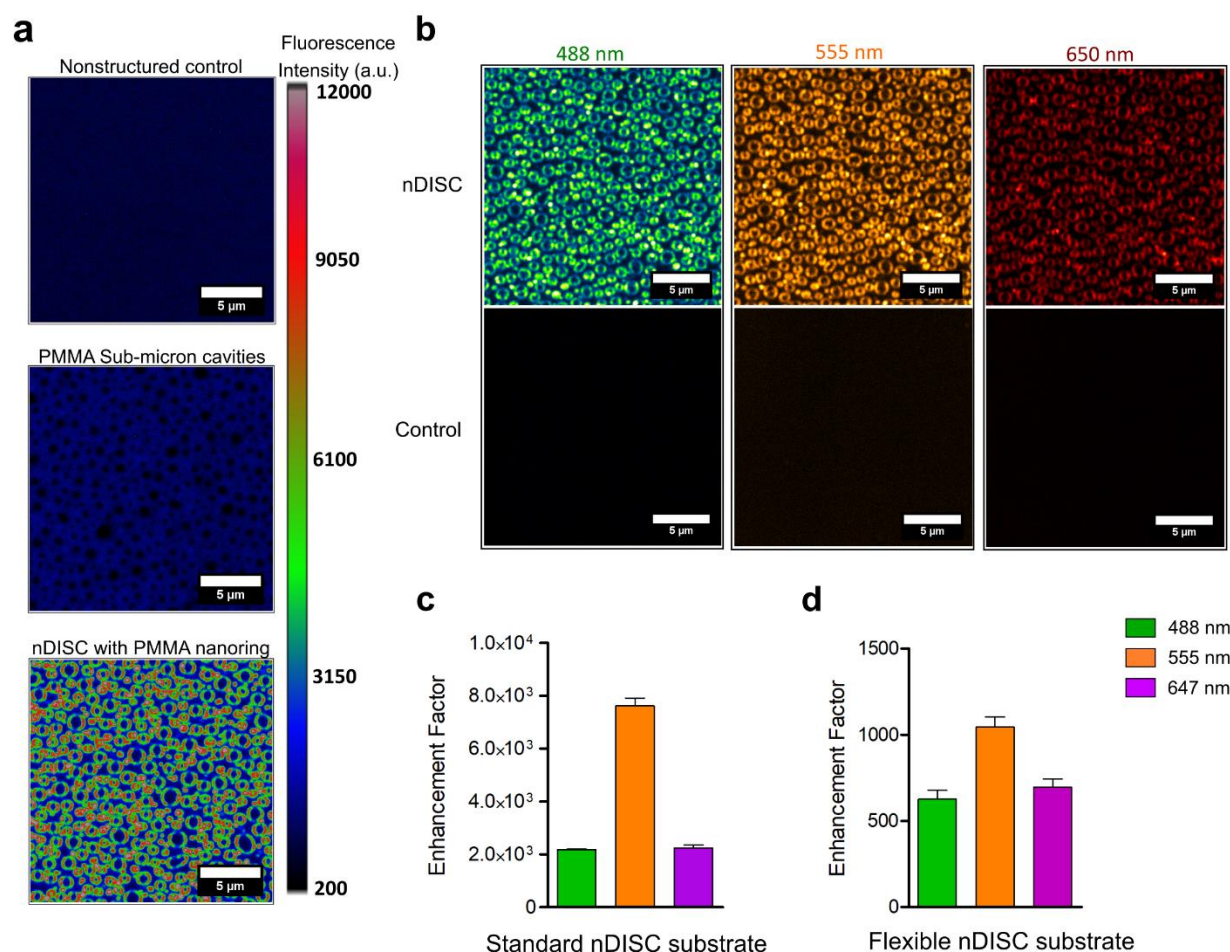 a
Nonstructured control
Fluorescence
Intensity (a.u.)
12000
9050
6100
3150
200
5 µm
PMMA Sub-micron cavities
5 µm
nDISC with PMMA nanoring
5 µm
b
488 nm
555 nm
650 nm
nDISC
5 µm
5 µm
5 µm
Control
5 µm
5 µm
5 µm
c
Enhancement Factor
1.0×10⁴
8.0×10³
6.0×10³
4.0×10³
2.0×10³
0
Standard nDISC substrate
d
Enhancement Factor
1500
1000
500
0
Flexible nDISC substrate
488 nm
555 nm
647 nm